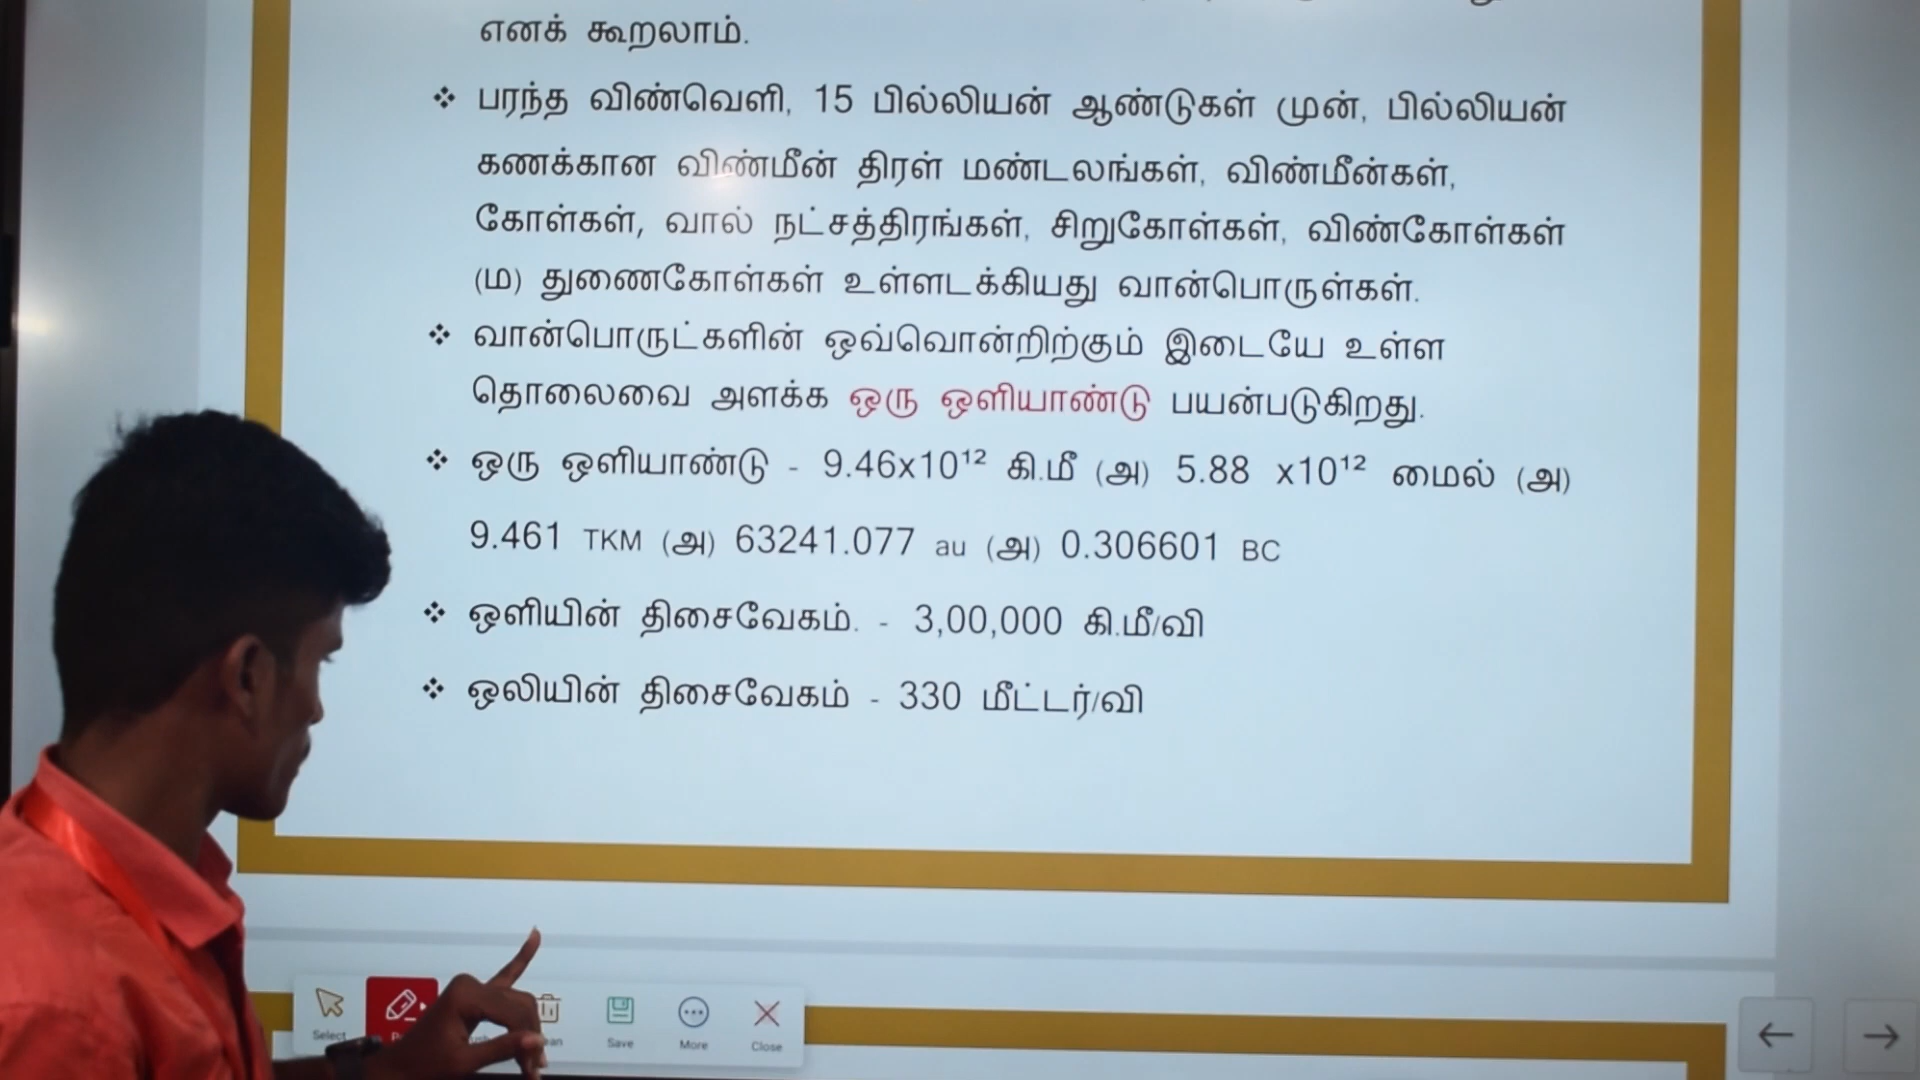 எனக் கூறலாம்.
❖ பரந்த விண்வெளி, 15 பில்லியன் ஆண்டுகள் முன், பில்லியன்
கணக்கான விண்மீன் திரள் மண்டலங்கள், விண்மீன்கள்,
கோள்கள், வால் நட்சத்திரங்கள், சிறுகோள்கள், விண்கோள்கள்
(ம) துணைகோள்கள் உள்ளடக்கியது வான்பொருள்கள்.
❖ வான்பொருட்களின் ஒவ்வொன்றிற்கும் இடையே உள்ள
தொலைவை அளக்க ஒரு ஒளியாண்டு பயன்படுகிறது.
❖ ஒரு ஒளியாண்டு - 9.46x10¹² கி.மீ (அ) 5.88 x10¹² மைல் (அ)
9.461 TKM (அ) 63241.077 au (அ) 0.306601 BC
❖ ஒளியின் திசைவேகம். - 3,00,000 கி.மீ/வி
❖ ஒலியின் திசைவேகம் - 330 மீட்டர்/வி
Select Save More Close